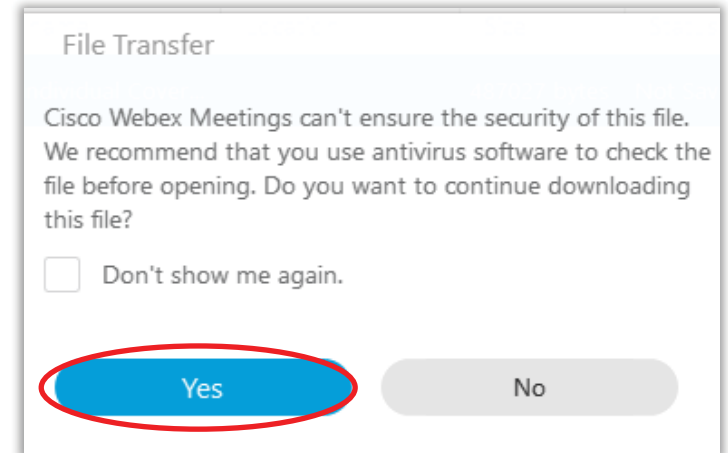 File Transfer
Cisco Webex Meetings can't ensure the security of this file.
We recommend that you use antivirus software to check the
file before opening. Do you want to continue downloading
this file?
Don't show me again.
Yes No